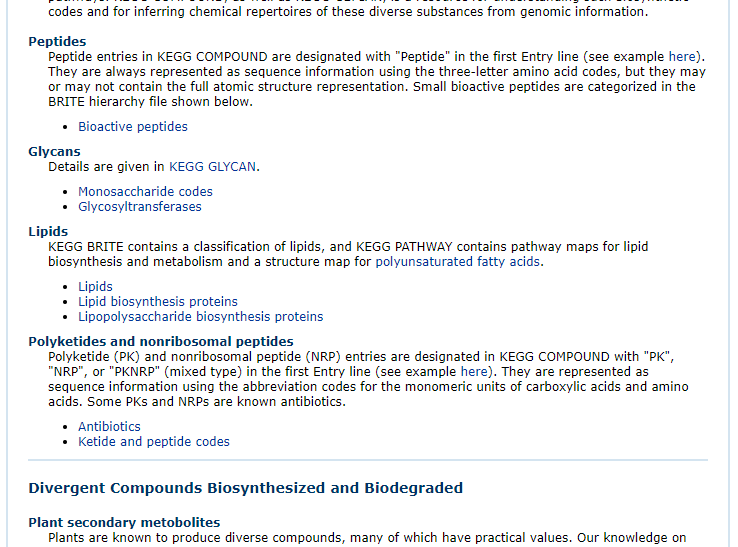 codes and for inferring chemical repertoires of these diverse substances from genomic information.
Peptides
Peptide entries in KEGG COMPOUND are designated with "Peptide" in the first Entry line (see example here).
They are always represented as sequence information using the three-letter amino acid codes, but they may
or may not contain the full atomic structure representation. Small bioactive peptides are categorized in the
BRITE hierarchy file shown below.
• Bioactive peptides
Glycans
Details are given in KEGG GLYCAN.
• Monosaccharide codes
• Glycosyltransferases
Lipids
KEGG BRITE contains a classification of lipids, and KEGG PATHWAY contains pathway maps for lipid
biosynthesis and metabolism and a structure map for polyunsaturated fatty acids.
• Lipids
• Lipid biosynthesis proteins
• Lipopolysaccharide biosynthesis proteins
Polyketides and nonribosomal peptides
Polyketide (PK) and nonribosomal peptide (NRP) entries are designated in KEGG COMPOUND with "PK",
"NRP", or "PKNRP" (mixed type) in the first Entry line (see example here). They are represented as
sequence information using the abbreviation codes for the monomeric units of carboxylic acids and amino
acids. Some PKs and NRPs are known antibiotics.
• Antibiotics
• Ketide and peptide codes
Divergent Compounds Biosynthesized and Biodegraded
Plant secondary metobolites
Plants are known to produce diverse compounds, many of which have practical values. Our knowledge on